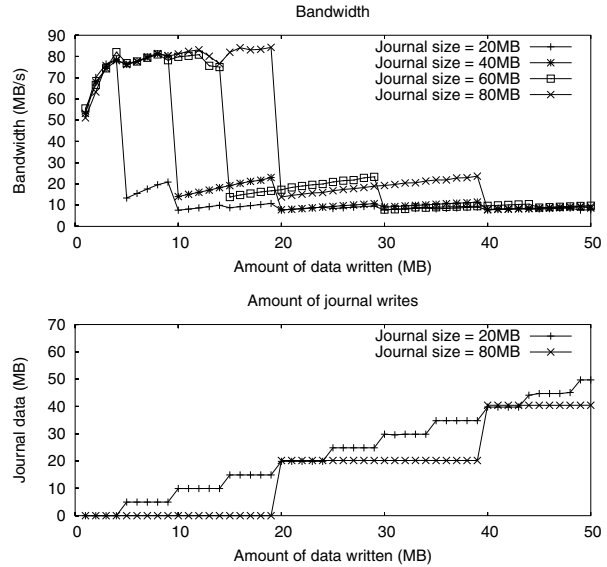 Bandwidth
90
80
70
60
50
40
30
20
10
0
Bandwidth (MB/s)
Journal size = 20MB
Journal size = 40MB
Journal size = 60MB
Journal size = 80MB
0 10 20 30 40 50
Amount of data written (MB)
Amount of journal writes
70
60
50
40
30
20
10
0
Journal data (MB)
Journal size = 20MB
Journal size = 80MB
0 10 20 30 40 50
Amount of data written (MB)